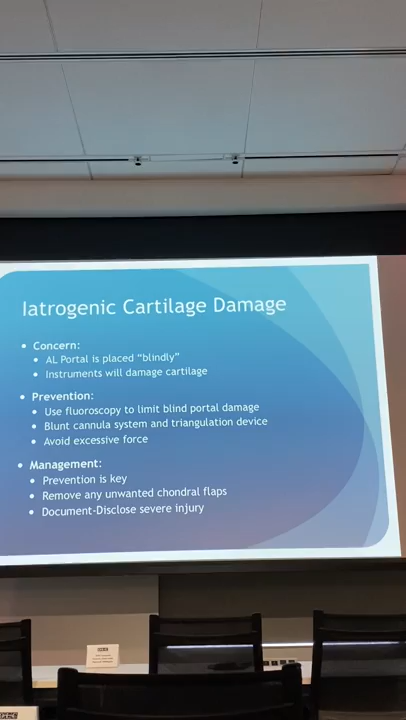 Iatrogenic Cartilage Damage
• Concern:
• AL Portal is placed "blindly"
• Instruments will damage cartilage
• Prevention:
• Use fluoroscopy to limit blind portal damage
• Blunt cannula system and triangulation device
• Avoid excessive force
• Management:
• Prevention is key
• Remove any unwanted chondral flaps
• Document-Disclose severe injury